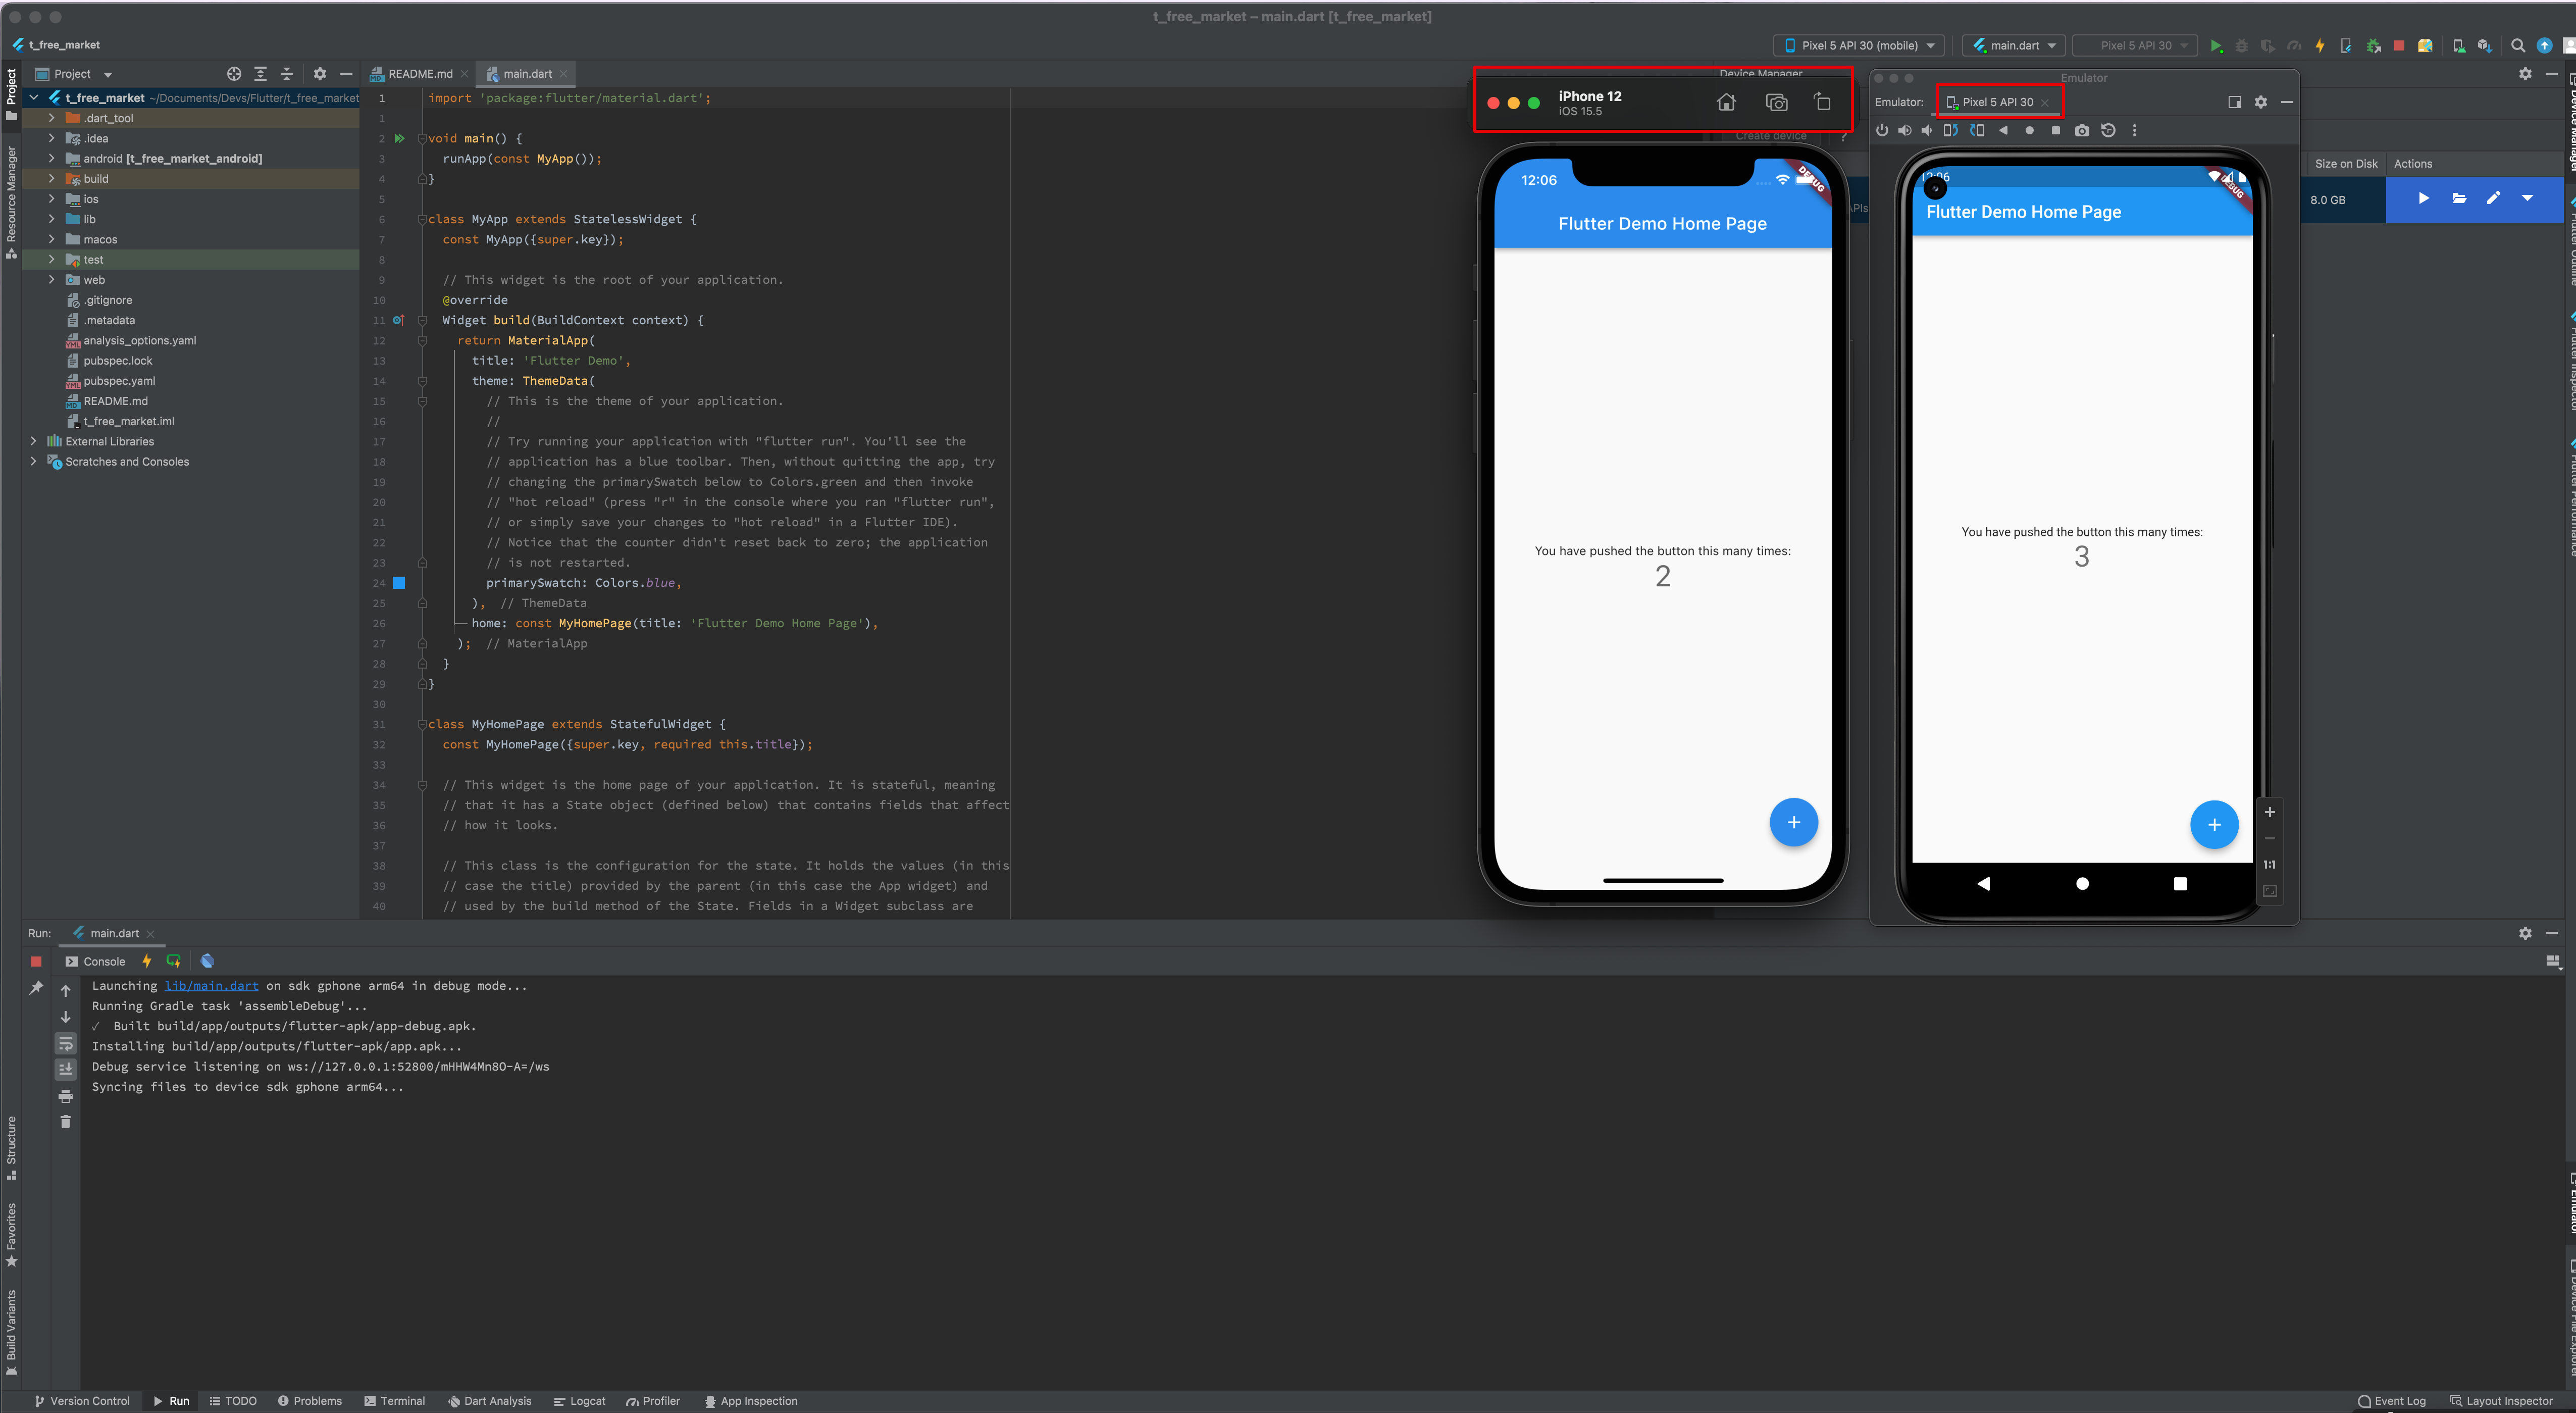 t_free_market – main.dart [t_free_market]
t_free_market
Pixel 5 API 30 (mobile)
main.dart
Pixel 5 API 30
Project
README.md
main.dart
Device Manager
Project
Resource Manager
t_free_market ~/Documents/Devs/Flutter/t_free_market
.dart_tool
.idea
android [t_free_market_android]
build
ios
lib
macos
test
web
.gitignore
.metadata
analysis_options.yaml
pubspec.lock
pubspec.yaml
README.md
t_free_market.iml
External Libraries
Scratches and Consoles
1 import 'package:flutter/material.dart';
1
2 void main() {
3 runApp(const MyApp());
4 }
5
6 class MyApp extends StatelessWidget {
7 const MyApp({super.key});
8
9 // This widget is the root of your application.
10 @override
11 Widget build(BuildContext context) {
12 return MaterialApp(
13 title: 'Flutter Demo',
14 theme: ThemeData(
15 // This is the theme of your application.
16 //
17 // Try running your application with "flutter run". You'll see the
18 // application has a blue toolbar. Then, without quitting the app, try
19 // changing the primarySwatch below to Colors.green and then invoke
20 // "hot reload" (press "r" in the console where you ran "flutter run",
21 // or simply save your changes to "hot reload" in a Flutter IDE).
22 // Notice that the counter didn't reset back to zero; the application
23 // is not restarted.
24 primarySwatch: Colors.blue,
25 ), // ThemeData
26 home: const MyHomePage(title: 'Flutter Demo Home Page'),
27 ); // MaterialApp
28 }
29 }
30
31 class MyHomePage extends StatefulWidget {
32 const MyHomePage({super.key, required this.title});
33
34 // This widget is the home page of your application. It is stateful, meaning
35 // that it has a State object (defined below) that contains fields that affect
36 // how it looks.
37
38 // This class is the configuration for the state. It holds the values (in this
39 // case the title) provided by the parent (in this case the App widget) and
40 // used by the build method of the State. Fields in a Widget subclass are
iPhone 12
iOS 15.5
Create device
?
12:06
DEBUG
Flutter Demo Home Page
You have pushed the button this many times:
2
+
Emulator
Emulator: Pixel 5 API 30
12:06
DEBUG
Flutter Demo Home Page
You have pushed the button this many times:
3
+
+
−
1:1
APIs
Size on Disk Actions
8.0 GB
Device Manager
Flutter Outline
Flutter Inspector
Flutter Performance
Emulator
Device File Explorer
Run: main.dart
Console
Launching lib/main.dart on sdk gphone arm64 in debug mode...
Running Gradle task 'assembleDebug'...
✓ Built build/app/outputs/flutter-apk/app-debug.apk.
Installing build/app/outputs/flutter-apk/app.apk...
Debug service listening on ws://127.0.0.1:52800/mHHW4Mn8O-A=/ws
Syncing files to device sdk gphone arm64...
Structure
Favorites
Build Variants
Version Control
Run
TODO
Problems
Terminal
Dart Analysis
Logcat
Profiler
App Inspection
Event Log
Layout Inspector